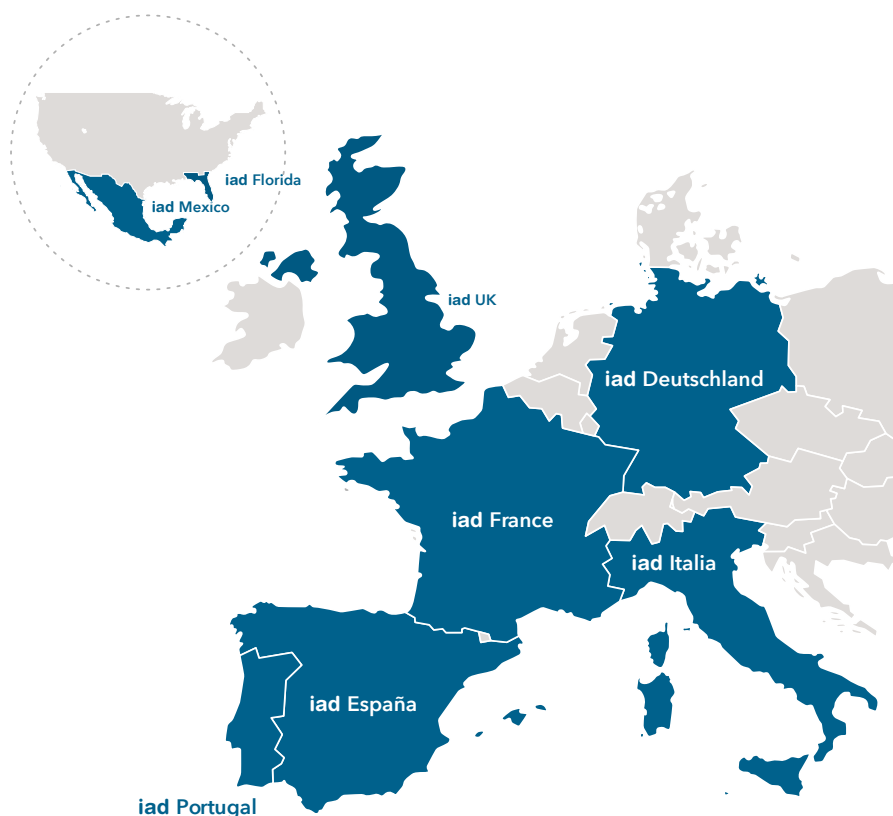 iad Florida
iad Mexico
iad UK
iad Deutschland
iad France
iad Italia
iad España
iad Portugal